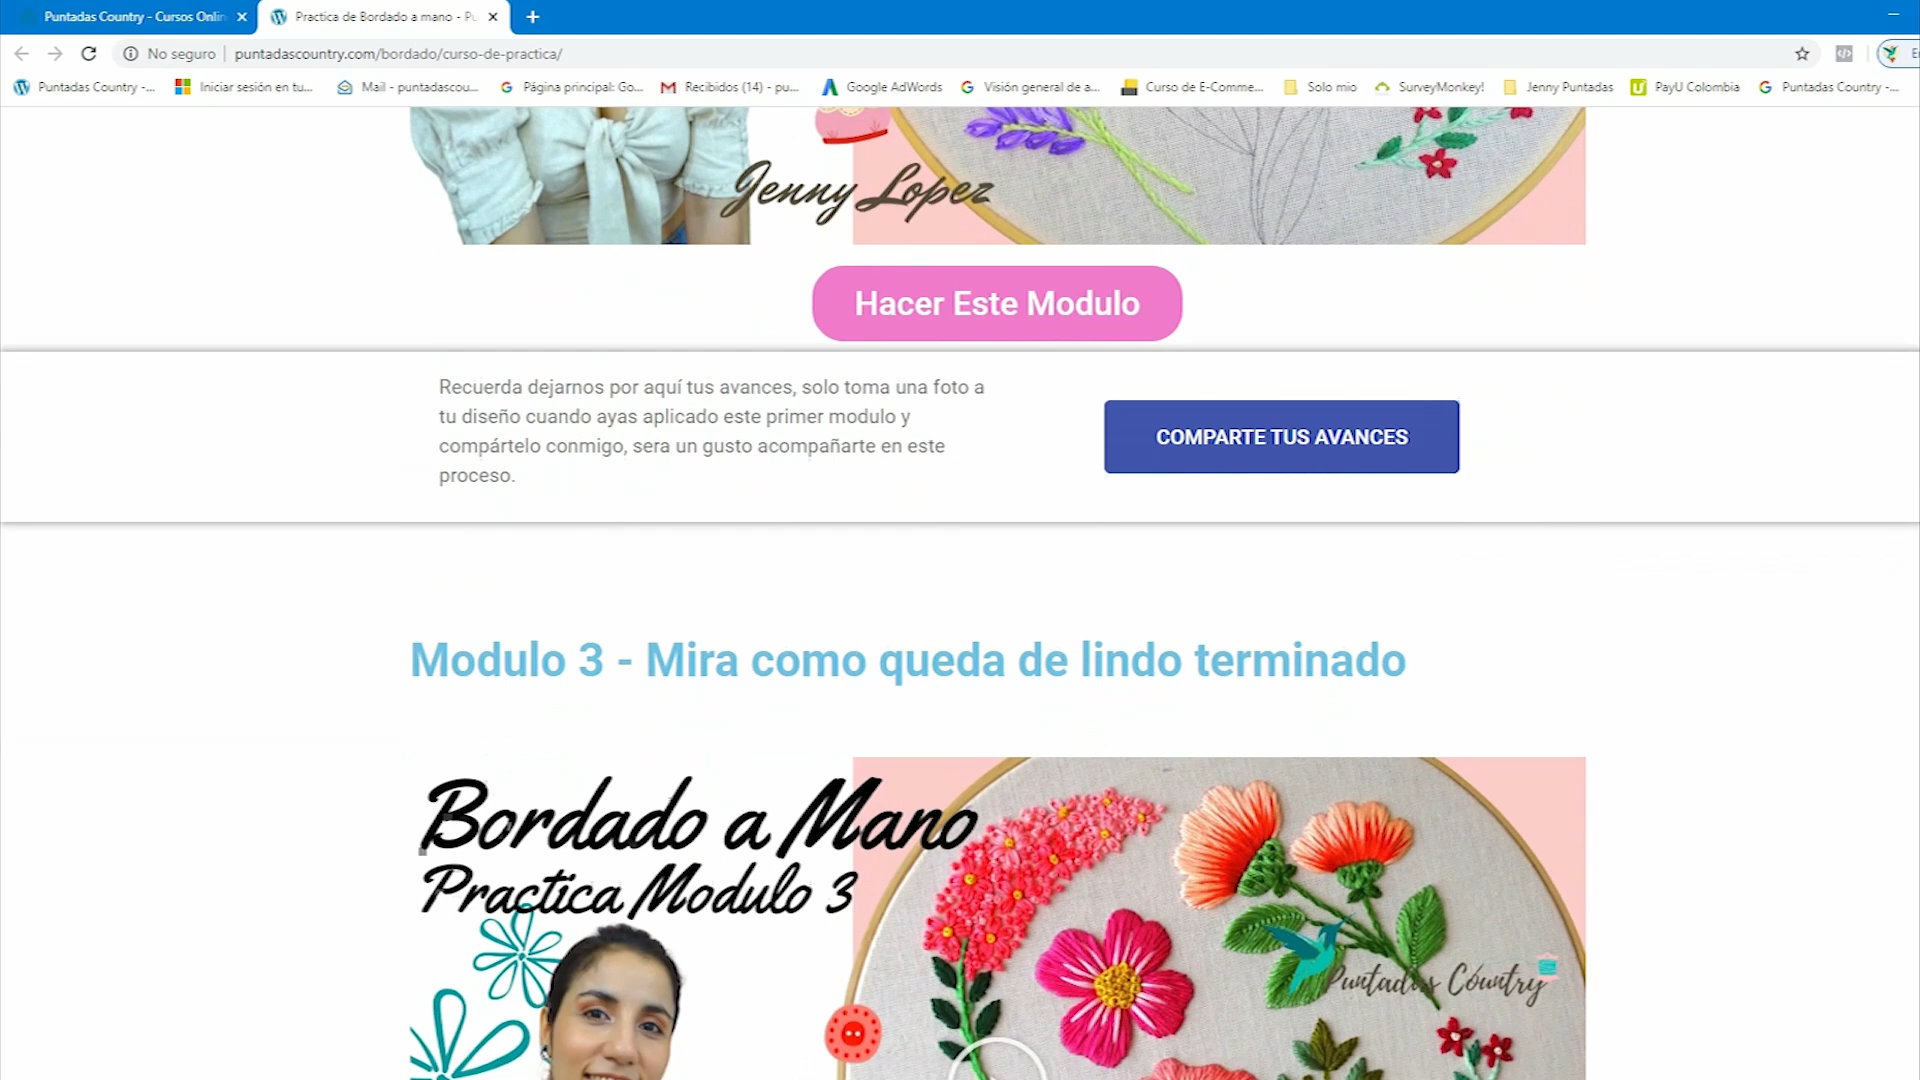 Puntadas Country - Cursos Onlin
Practica de Bordado a mano - Pu
No seguro
puntadascountry.com/bordado/curso-de-practica/
Puntadas Country -...
Iniciar sesión en tu...
Mail - puntadascou...
Página principal: Go...
Recibidos (14) - pu...
Google AdWords
Visión general de a...
Curso de E-Comme...
Solo mio
SurveyMonkey!
Jenny Puntadas
PayU Colombia
Puntadas Country -...
Jenny Lopez
Hacer Este Modulo
Recuerda dejarnos por aquí tus avances, solo toma una foto a
tu diseño cuando ayas aplicado este primer modulo y
compártelo conmigo, sera un gusto acompañarte en este
proceso.
COMPARTE TUS AVANCES
Modulo 3 - Mira como queda de lindo terminado
Bordado a Mano
Practica Modulo 3
Puntadas Country